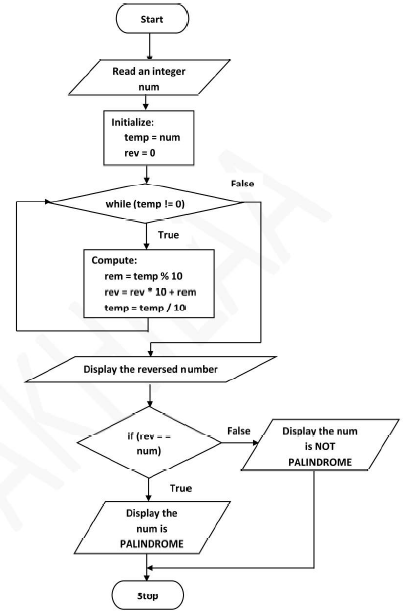 Start
Read an integer
num
Initialize:
temp = num
rev = 0
while (temp != 0)
False
True
Compute:
rem = temp % 10
rev = rev * 10 + rem
temp = temp / 10
Display the reversed number
if (rev = =
num)
False
Display the num
is NOT
PALINDROME
True
Display the
num is
PALINDROME
Stop